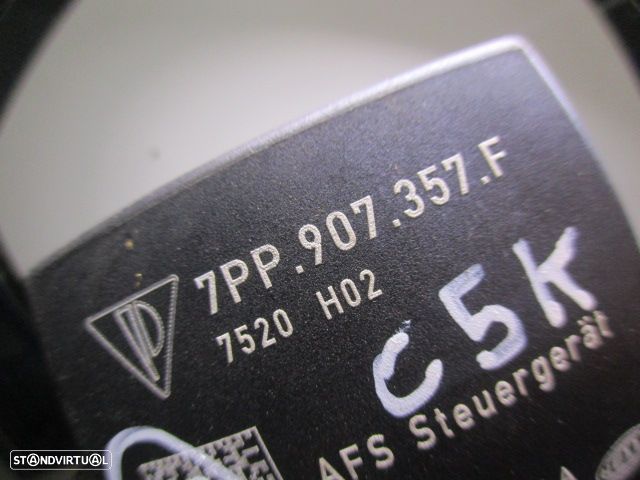 7PP.907.357.F
7520 H02
C5K
AFS Steuergerät
STANDVIRTUAL